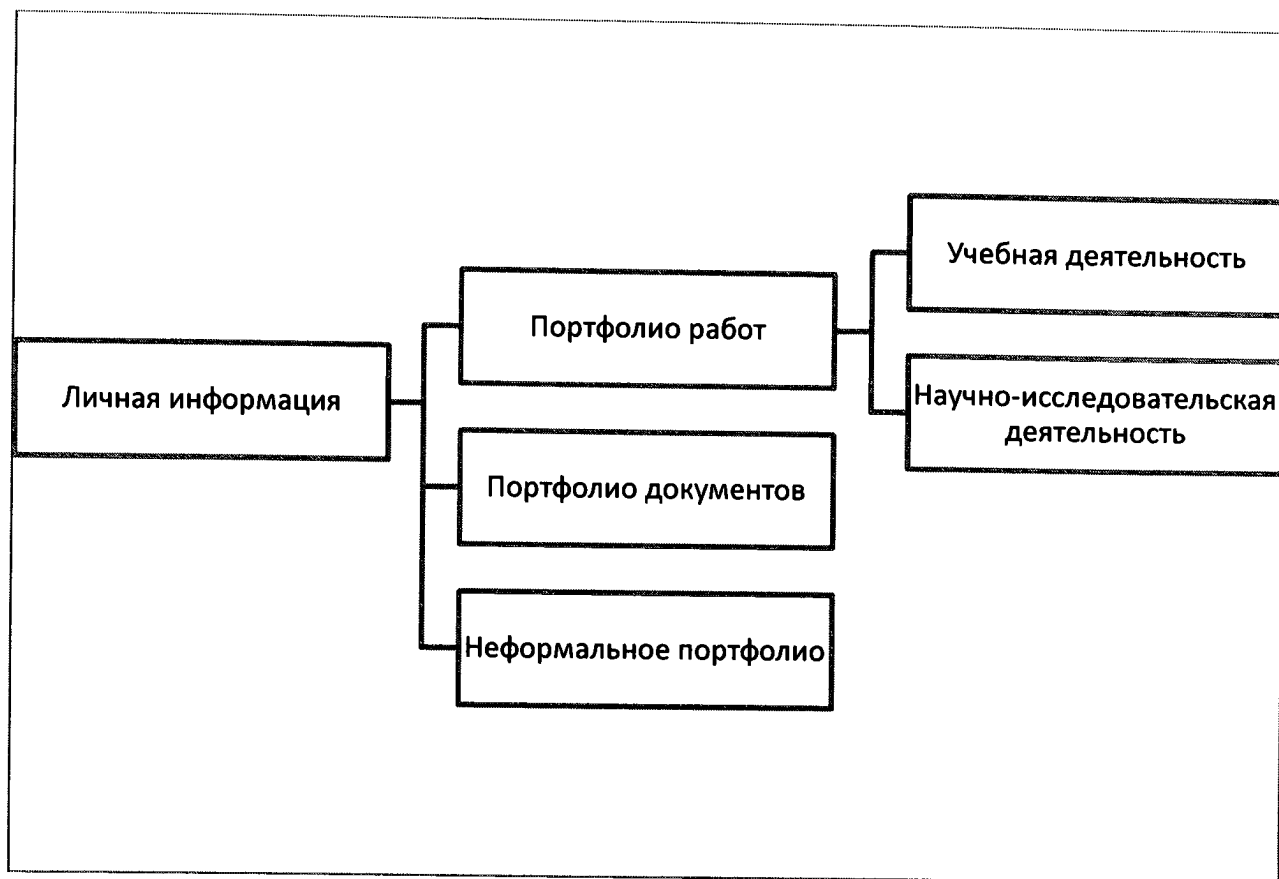 Личная информация
Портфолио работ
Портфолио документов
Неформальное портфолио
Учебная деятельность
Научно-исследовательская
деятельность